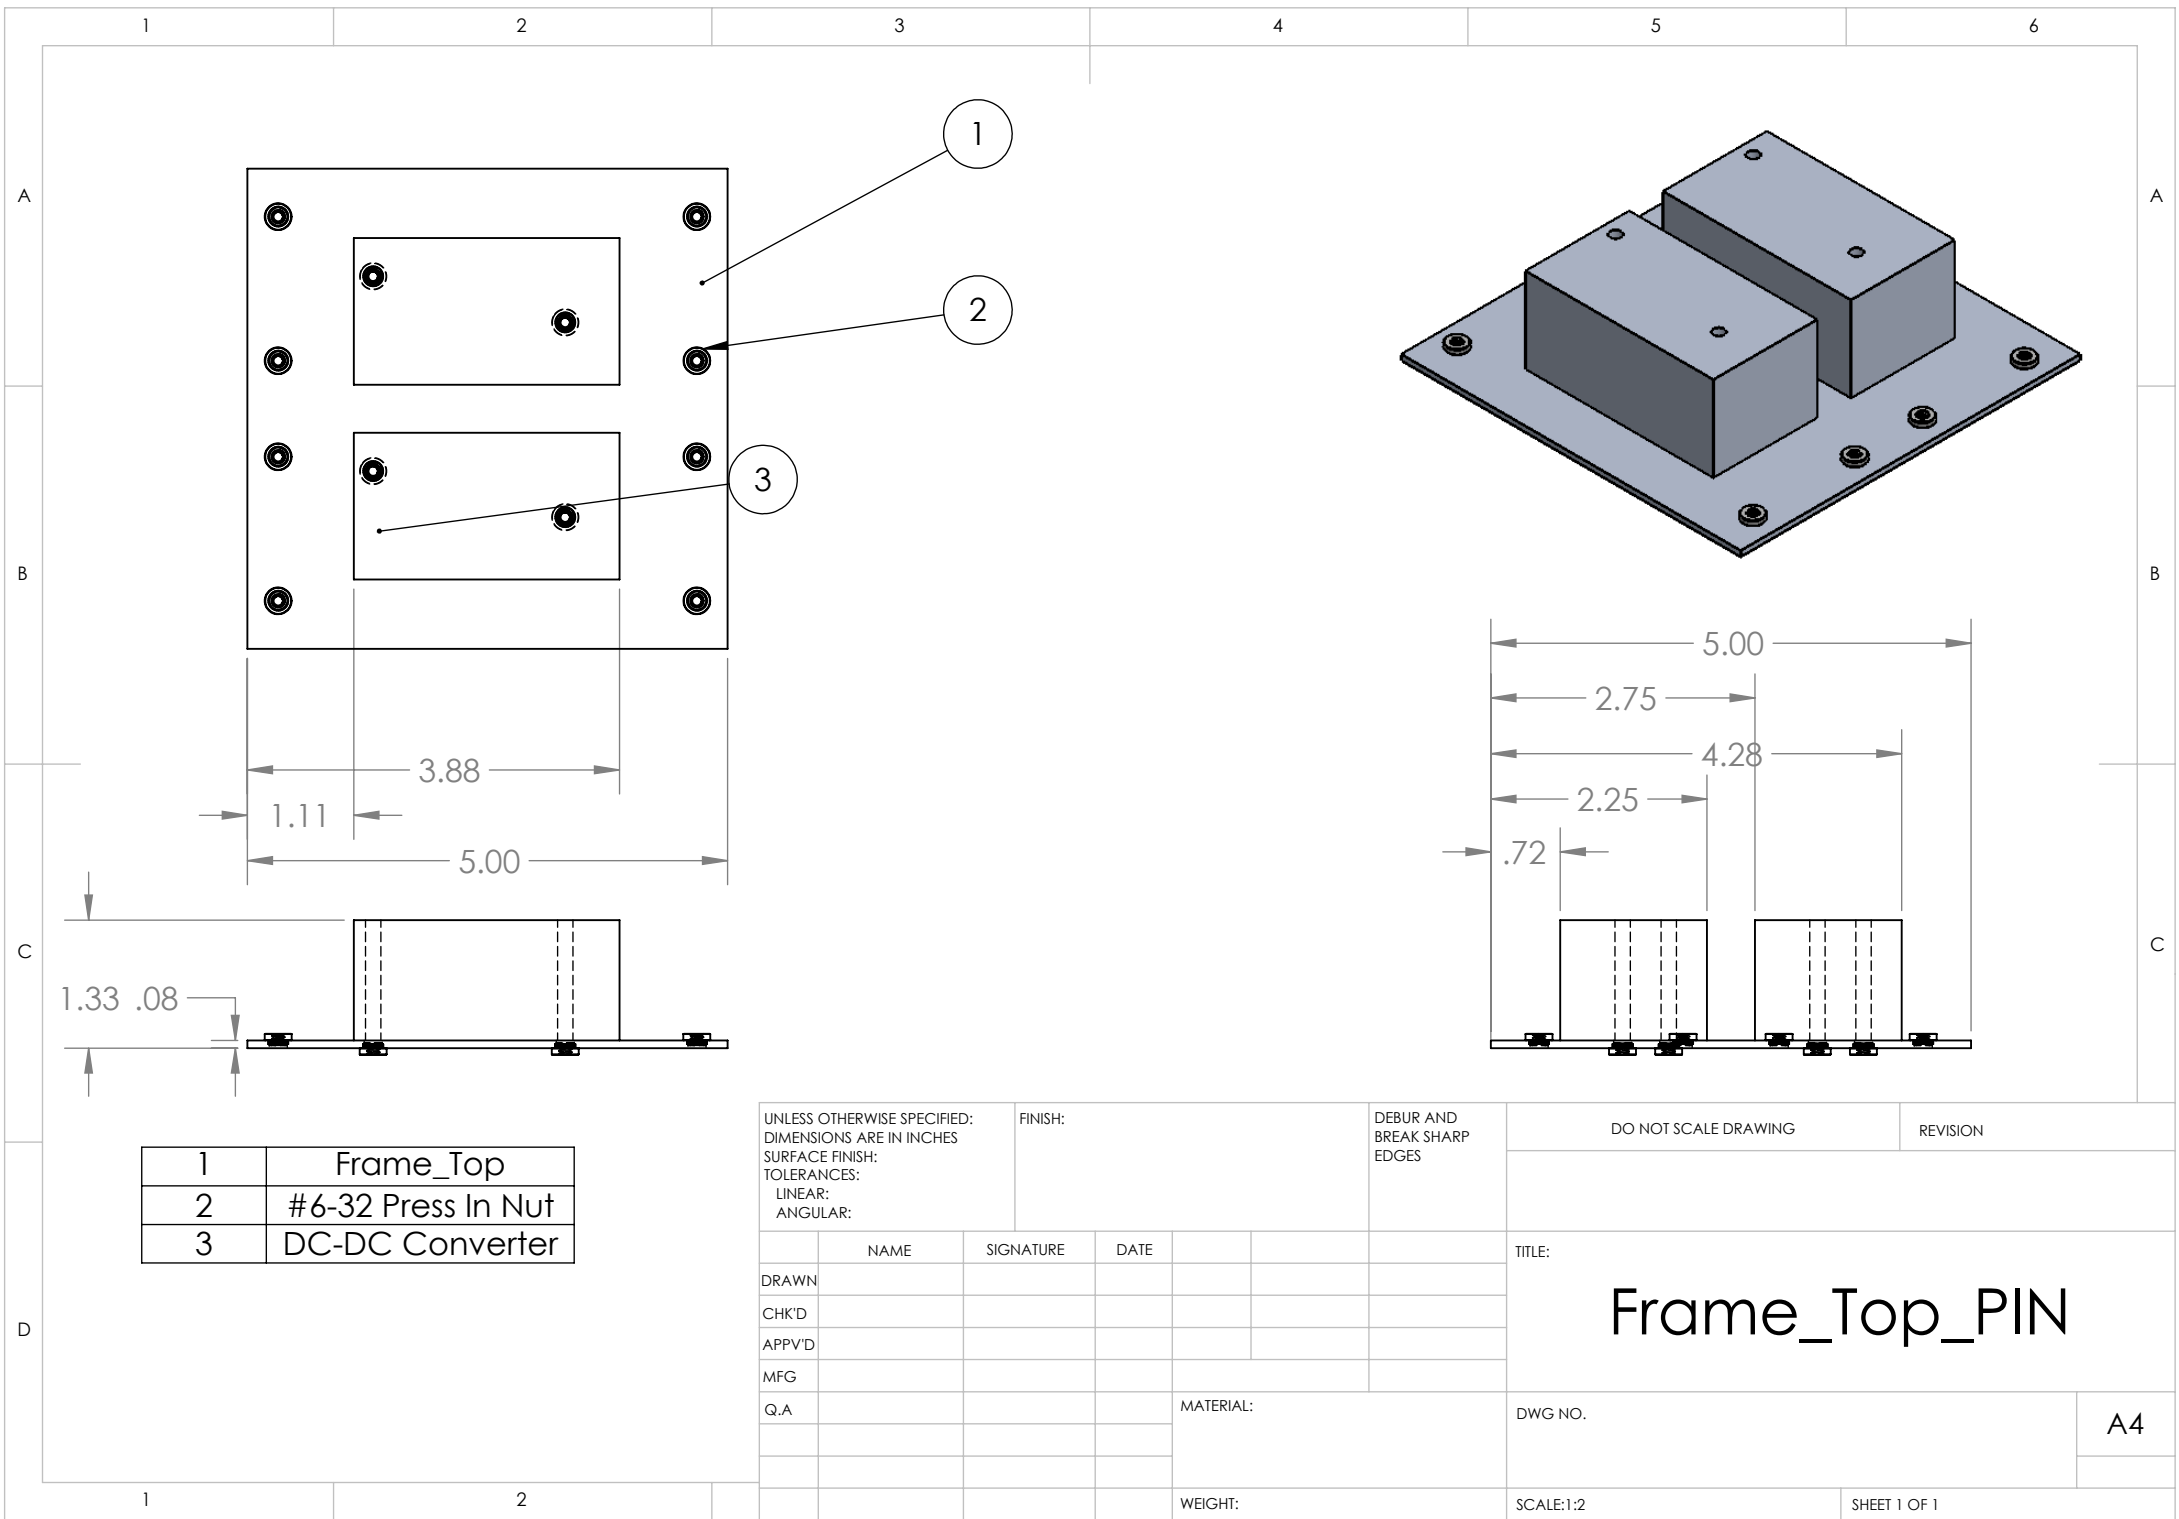 1 2 3 4 5 6
A A
B B
C C
D
1
2
3
3.88
1.11
5.00
1.33 .08
5.00
2.75
4.28
2.25
.72
1 Frame_Top
2 #6-32 Press In Nut
3 DC-DC Converter
UNLESS OTHERWISE SPECIFIED:
DIMENSIONS ARE IN INCHES
SURFACE FINISH:
TOLERANCES:
LINEAR:
ANGULAR:
FINISH:
DEBUR AND
BREAK SHARP
EDGES
DO NOT SCALE DRAWING
REVISION
NAME SIGNATURE DATE
DRAWN
CHK'D
APPV'D
MFG
Q.A
MATERIAL:
WEIGHT:
TITLE:
Frame_Top_PIN
DWG NO.
A4
SCALE:1:2
SHEET 1 OF 1
1 2